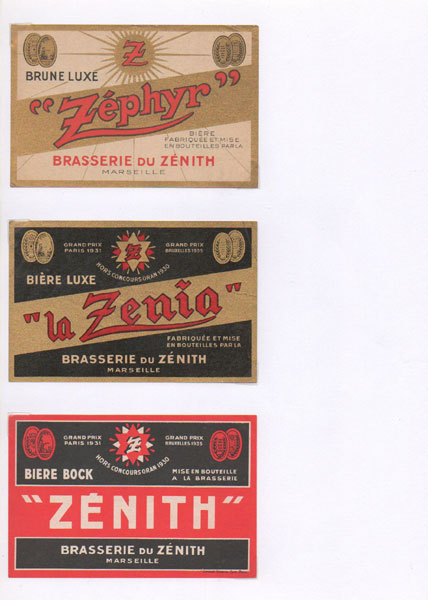 Z
BRUNE LUXE
"Zéphyr"
BIÈRE
FABRIQUÉE ET MISE
EN BOUTEILLES PAR LA
BRASSERIE DU ZÉNITH
MARSEILLE
GRAND PRIX
PARIS 1931
Z
GRAND PRIX
BRUXELLES 1935
HORS CONCOURS ORAN 1930
BIÈRE LUXE
"la Zenia"
FABRIQUÉE ET MISE
EN BOUTEILLES PAR LA
BRASSERIE DU ZÉNITH
MARSEILLE
GRAND PRIX
PARIS 1931
Z
GRAND PRIX
BRUXELLES 1935
HORS CONCOURS ORAN 1930
BIÈRE BOCK
MISE EN BOUTEILLE
A LA BRASSERIE
"ZÉNITH"
BRASSERIE DU ZÉNITH
MARSEILLE